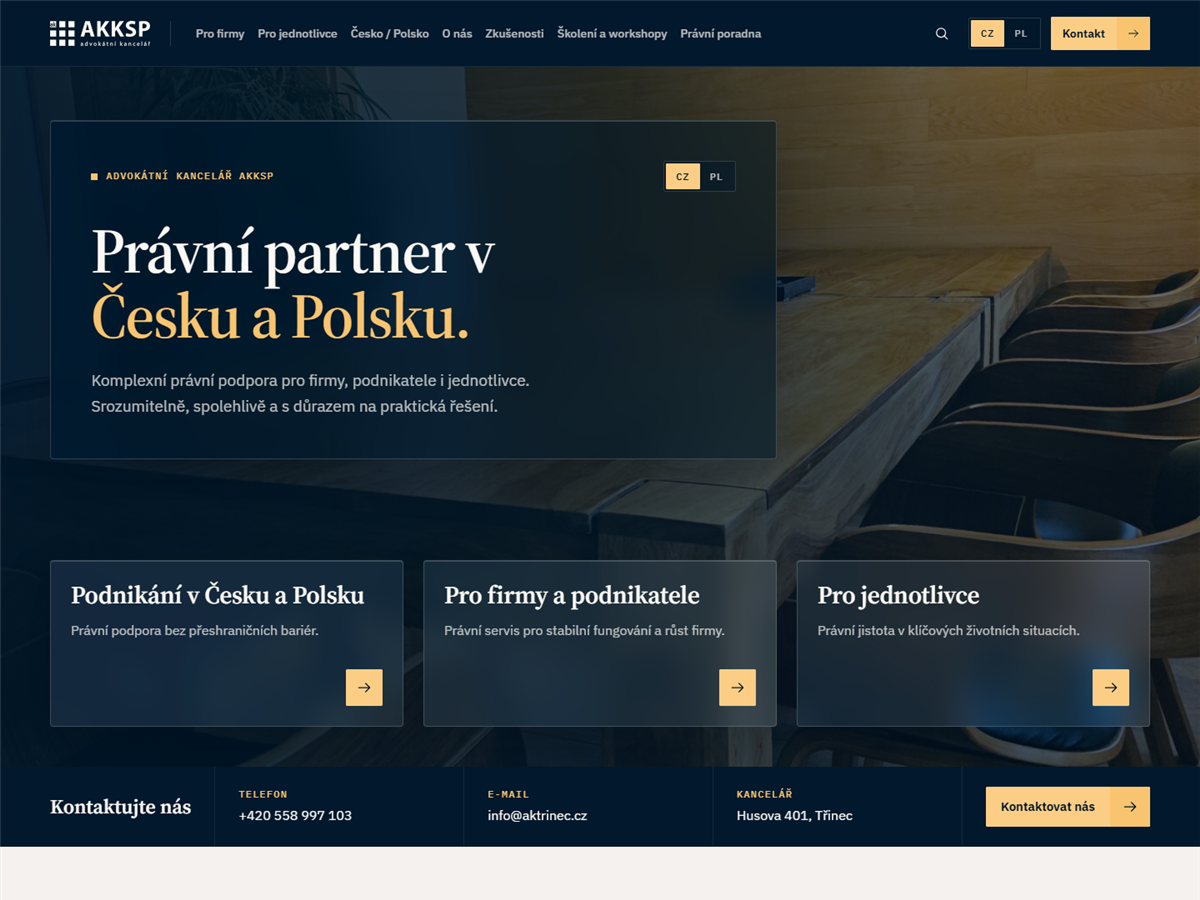 AKKSP
advokátní kancelář
Pro firmy
Pro jednotlivce
Česko / Polsko
O nás
Zkušenosti
Školení a workshopy
Právní poradna
CZ
PL
Kontakt
ADVOKÁTNÍ KANCELÁŘ AKKSP
CZ
PL
Právní partner v
Česku a Polsku.
Komplexní právní podpora pro firmy, podnikatele i jednotlivce.
Srozumitelně, spolehlivě a s důrazem na praktická řešení.
Podnikání v Česku a Polsku
Právní podpora bez přeshraničních bariér.
Pro firmy a podnikatele
Právní servis pro stabilní fungování a růst firmy.
Pro jednotlivce
Právní jistota v klíčových životních situacích.
Kontaktujte nás
TELEFON
+420 558 997 103
E-MAIL
info@aktrinec.cz
KANCELÁŘ
Husova 401, Třinec
Kontaktovat nás